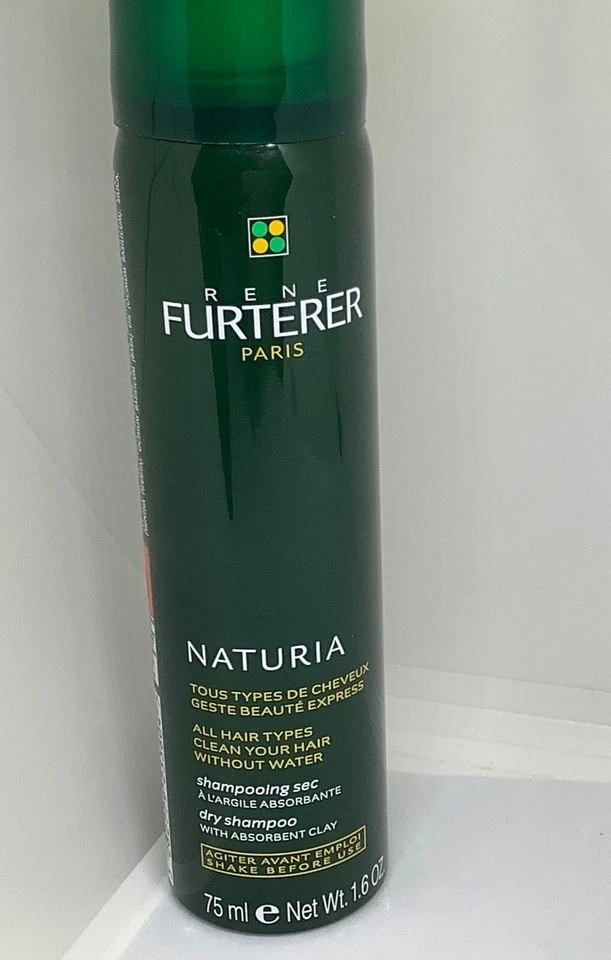 RENE
FURTERER
PARIS
NATURIA
TOUS TYPES DE CHEVEUX
GESTE BEAUTÉ EXPRESS
ALL HAIR TYPES
CLEAN YOUR HAIR
WITHOUT WATER
shampooing sec
À L'ARGILE ABSORBANTE
dry shampoo
WITH ABSORBENT CLAY
AGITER AVANT EMPLOI
SHAKE BEFORE USE
75 ml e Net Wt. 1.6 OZ.